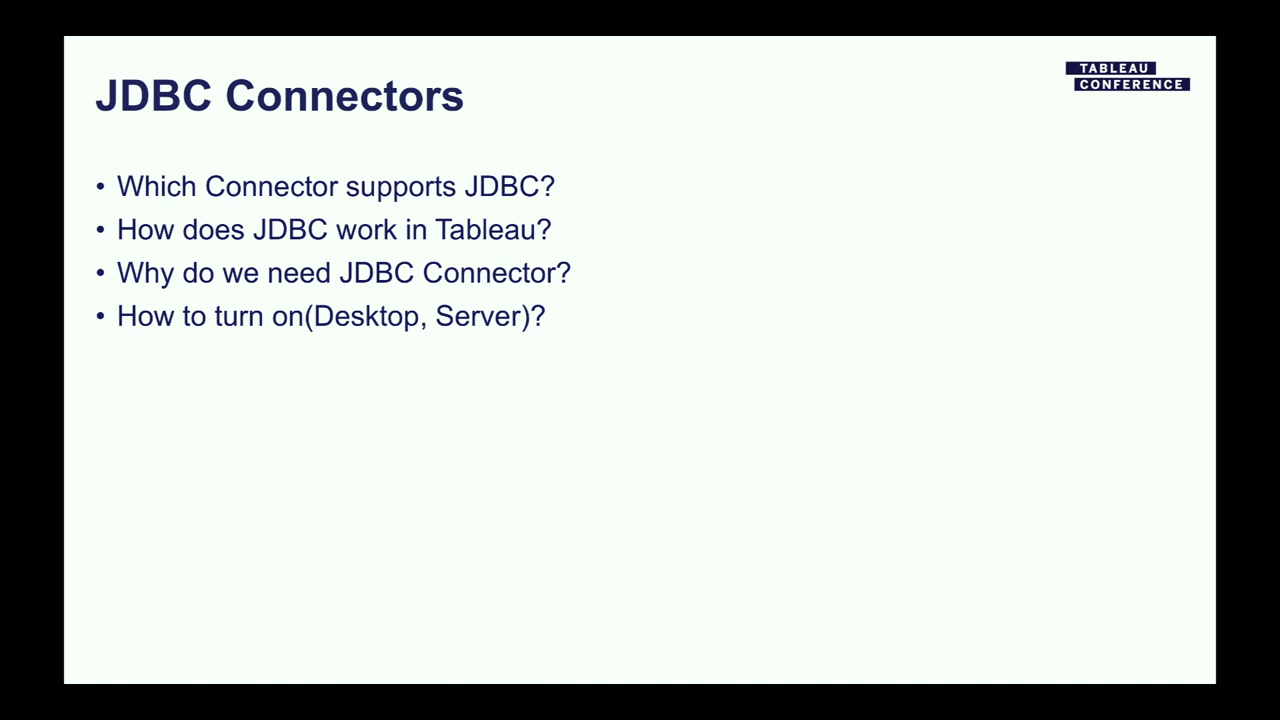 JDBC Connectors
TABLEAU
CONFERENCE
• Which Connector supports JDBC?
• How does JDBC work in Tableau?
• Why do we need JDBC Connector?
• How to turn on(Desktop, Server)?